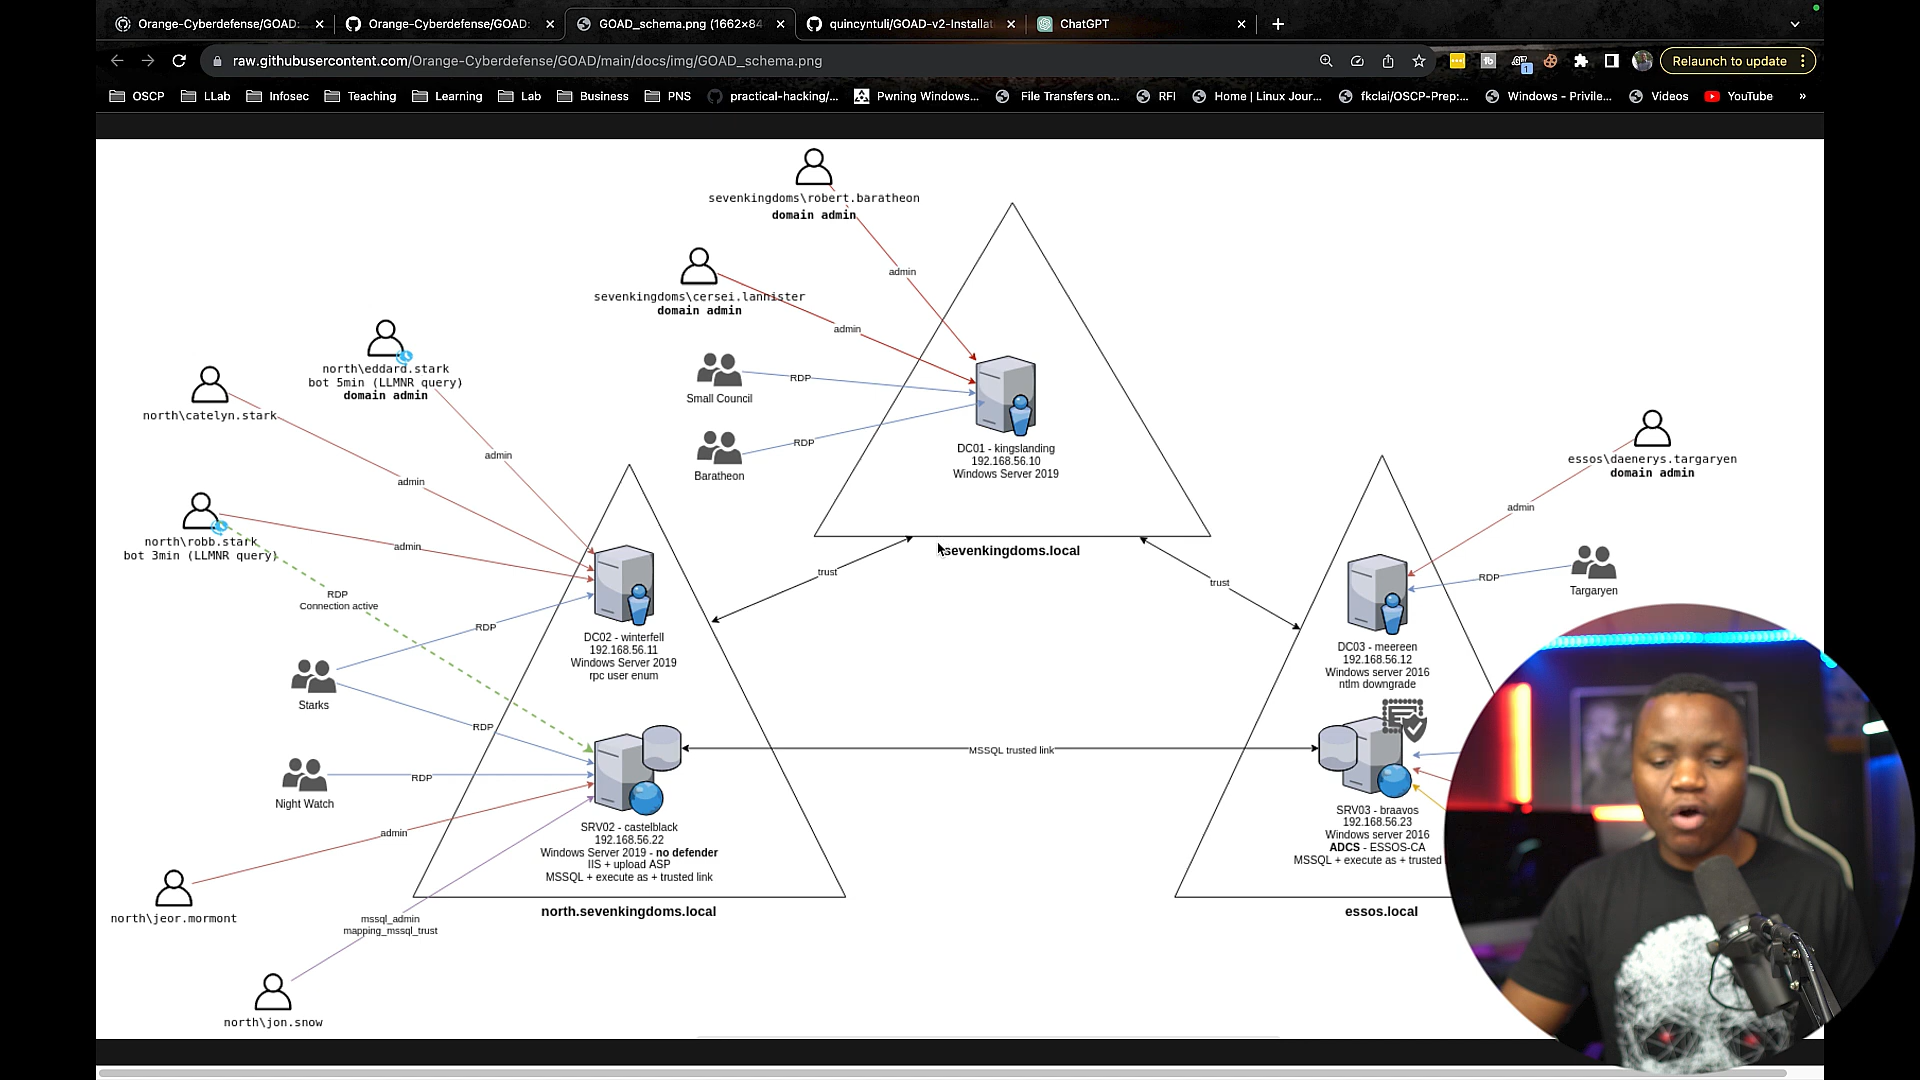 Orange-Cyberdefense/GOAD:
Orange-Cyberdefense/GOAD:
GOAD_schema.png (1662×84
quincyntuli/GOAD-v2-Installat
ChatGPT
raw.githubusercontent.com/Orange-Cyberdefense/GOAD/main/docs/img/GOAD_schema.png
1
Relaunch to update
OSCP
LLab
Infosec
Teaching
Learning
Lab
Business
PNS
practical-hacking/...
Pwning Windows...
File Transfers on...
RFI
Home | Linux Jour...
fkclai/OSCP-Prep:...
Windows - Privile...
Videos
YouTube
»
sevenkingdoms\robert.baratheon
domain admin
admin
sevenkingdoms\cersei.lannister
domain admin
admin
Small Council
RDP
Baratheon
RDP
DC01 - kingslanding
192.168.56.10
Windows Server 2019
sevenkingdoms.local
north\eddard.stark
bot 5min (LLMNR query)
domain admin
admin
north\catelyn.stark
admin
north\robb.stark
bot 3min (LLMNR query)
admin
RDP
Connection active
Starks
RDP
RDP
Night Watch
RDP
north\jeor.mormont
admin
north\jon.snow
mssql_admin
mapping_mssql_trust
DC02 - winterfell
192.168.56.11
Windows Server 2019
rpc user enum
SRV02 - castelblack
192.168.56.22
Windows Server 2019 - no defender
IIS + upload ASP
MSSQL + execute as + trusted link
north.sevenkingdoms.local
trust
trust
MSSQL trusted link
essos\daenerys.targaryen
domain admin
admin
Targaryen
RDP
DC03 - meereen
192.168.56.12
Windows server 2016
ntlm downgrade
SRV03 - braavos
192.168.56.23
Windows server 2016
ADCS - ESSOS-CA
MSSQL + execute as + trusted
essos.local